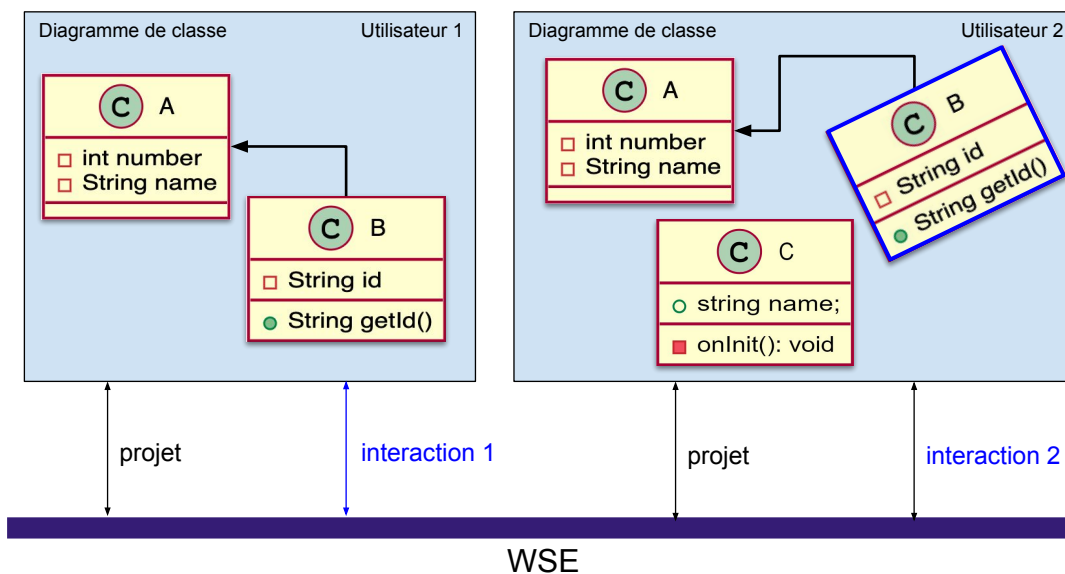 Diagramme de classe
Utilisateur 1
C A
int number
String name
C B
String id
String getId()
projet
interaction 1
Diagramme de classe
Utilisateur 2
C A
int number
String name
C B
String id
String getId()
C C
string name;
onInit(): void
projet
interaction 2
WSE